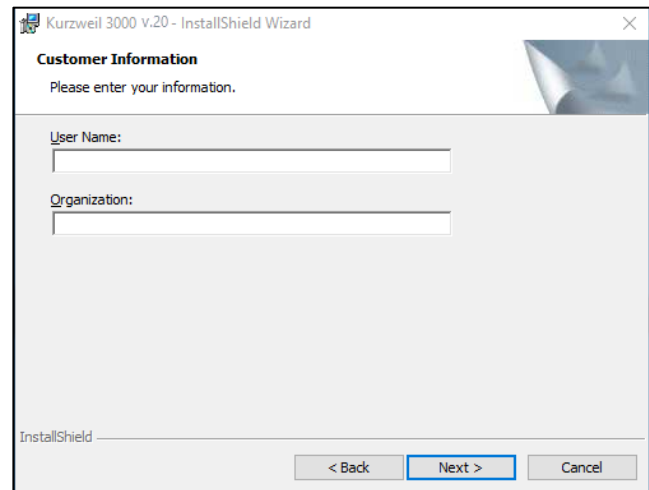 Kurzweil 3000 v.20 - InstallShield Wizard
Customer Information
Please enter your information.
User Name:
Organization:
InstallShield
< Back Next > Cancel